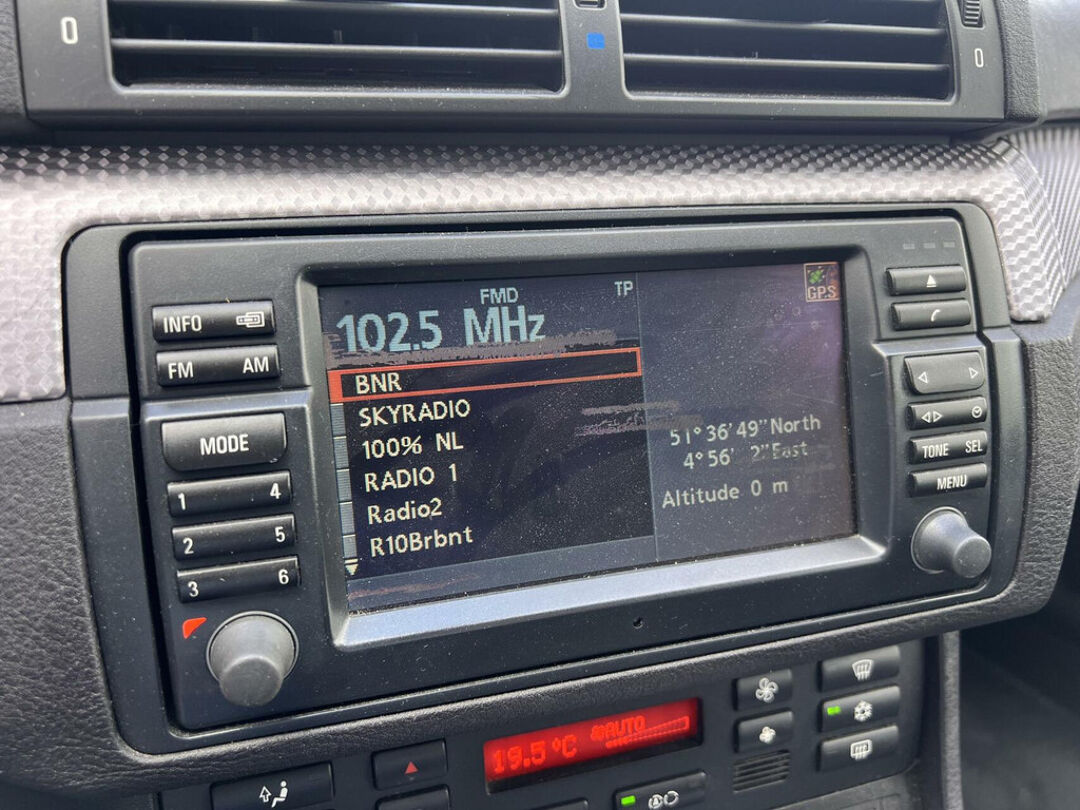 0
0
INFO
FM AM
MODE
1 4
2 5
3 6
FMD TP
102.5 MHz
BNR
SKYRADIO
100% NL
RADIO 1
Radio2
R10Brbnt
GPS
51° 36' 49" North
4° 56' 2" East
Altitude 0 m
TONE SEL
MENU
19.5°C AUTO